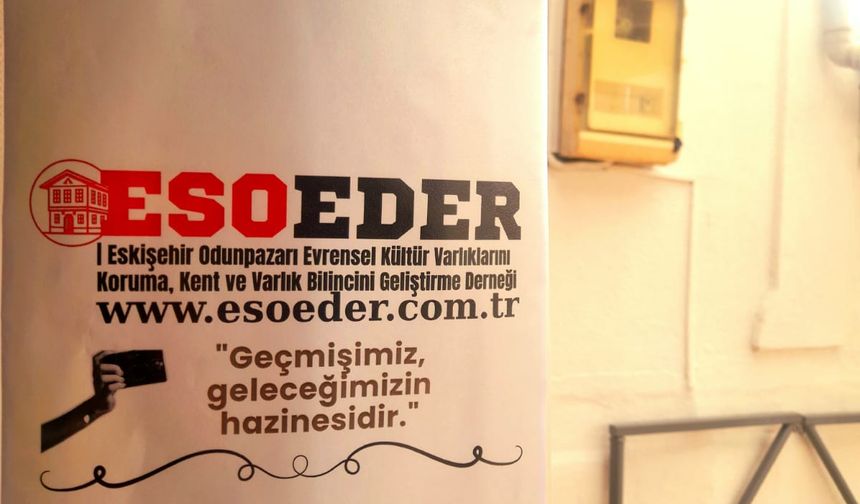 ESOEDER
| Eskişehir Odunpazarı Evrensel Kültür Varlıklarını
Koruma, Kent ve Varlık Bilincini Geliştirme Derneği
www.esoeder.com.tr
"Geçmişimiz,
geleceğimizin
hazinesidir."